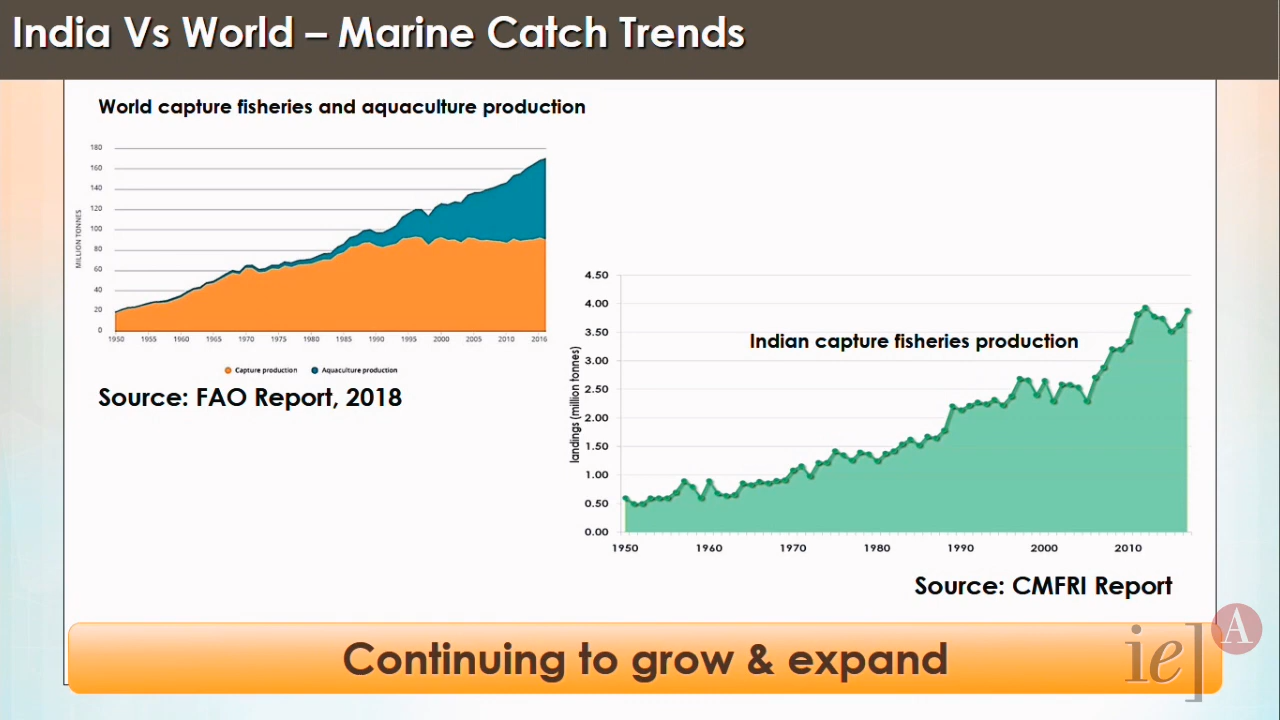 India Vs World – Marine Catch Trends
World capture fisheries and aquaculture production
180
160
140
120
100
80
60
40
20
0
MILLION TONNES
1950 1955 1960 1965 1970 1975 1980 1985 1990 1995 2000 2005 2010 2016
Capture production Aquaculture production
Source: FAO Report, 2018
4.50
4.00
3.50
3.00
2.50
2.00
1.50
1.00
0.50
0.00
landings (million tonnes)
Indian capture fisheries production
1950 1960 1970 1980 1990 2000 2010
Source: CMFRI Report
Continuing to grow & expand
ie] A